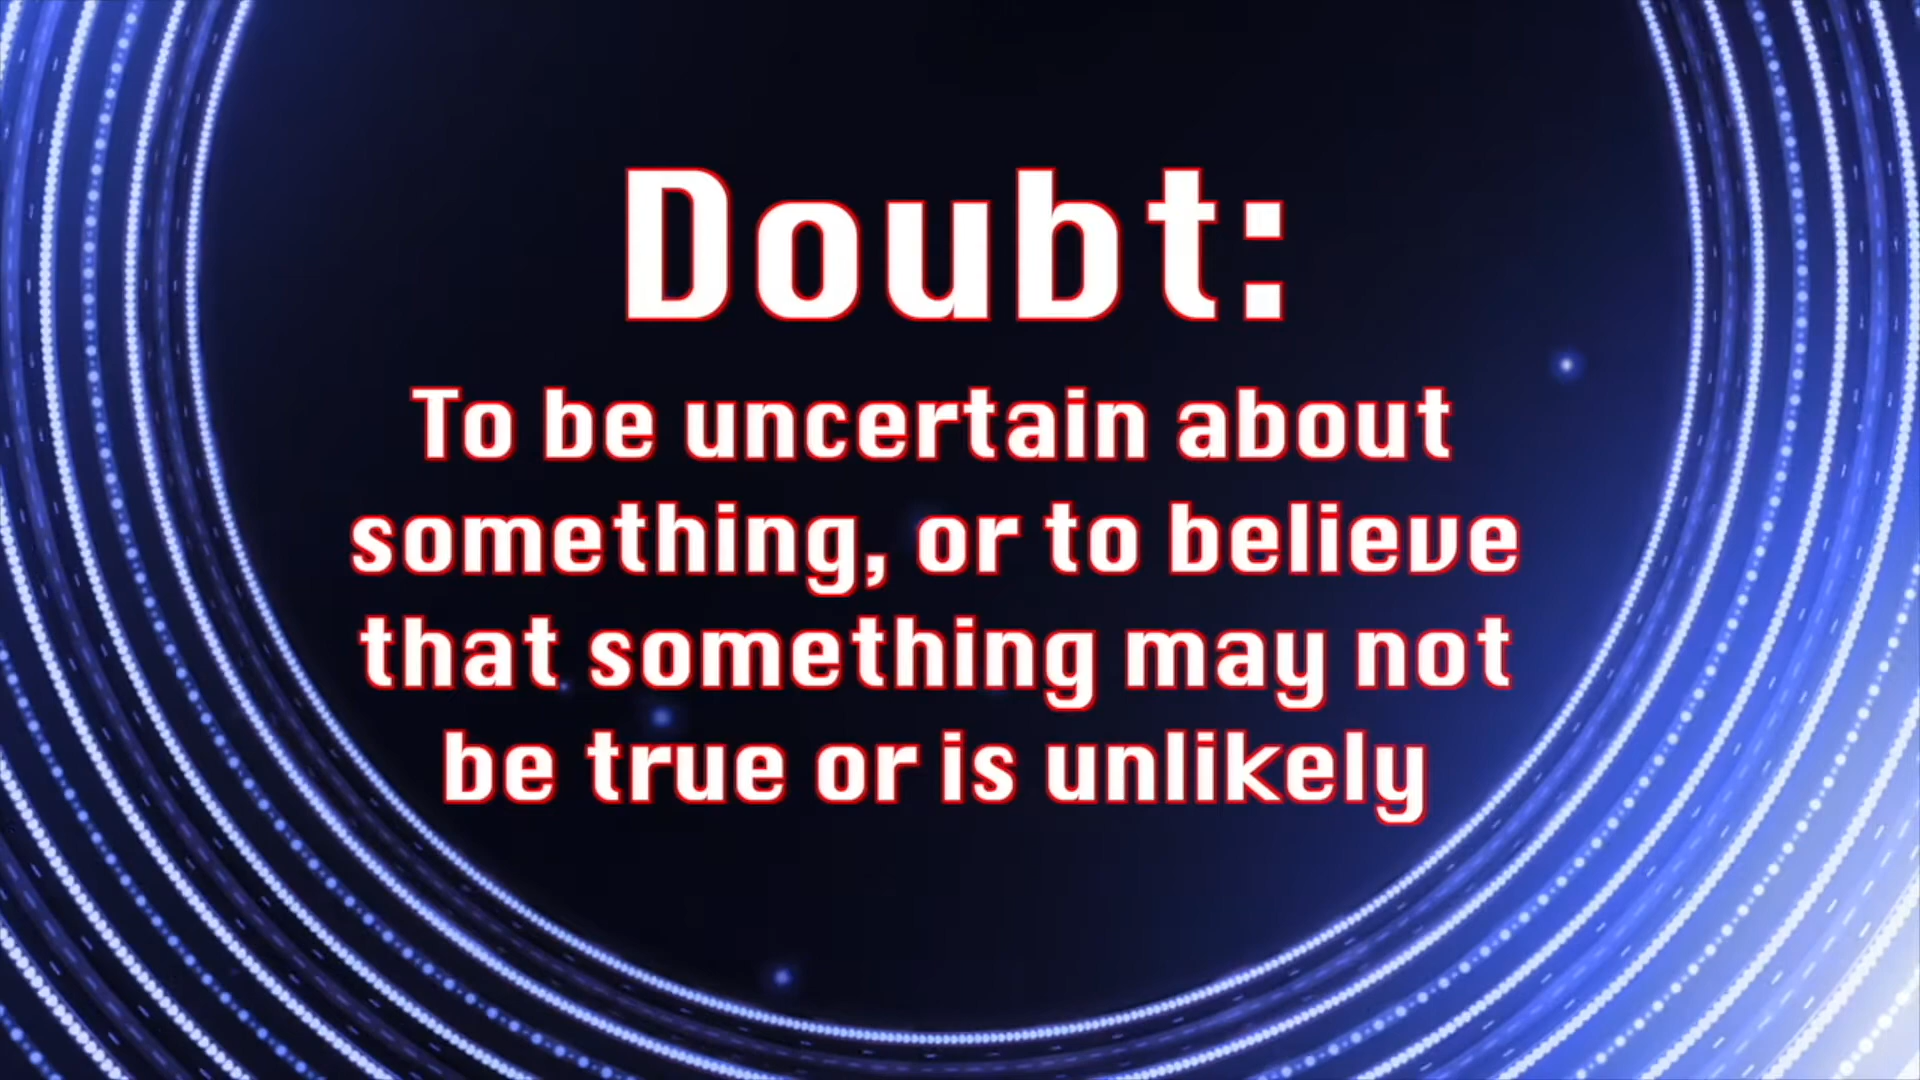 Doubt:
To be uncertain about
something, or to believe
that something may not
be true or is unlikely